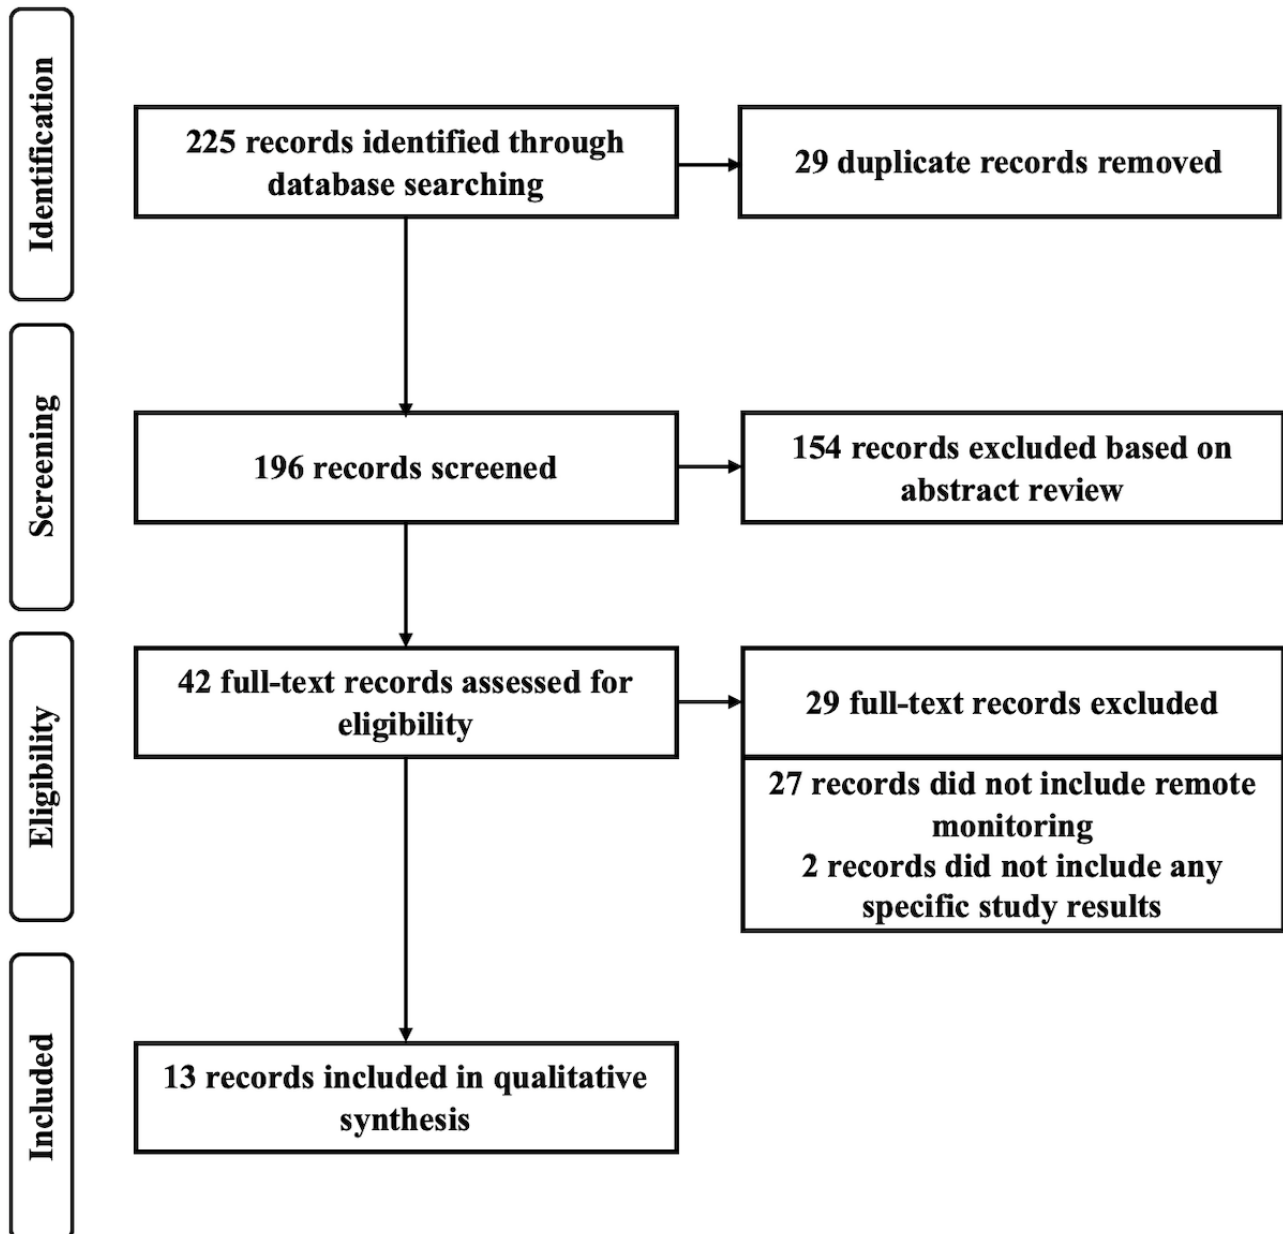 Identification
225 records identified through
database searching
29 duplicate records removed
Screening
196 records screened
154 records excluded based on
abstract review
Eligibility
42 full-text records assessed for
eligibility
29 full-text records excluded
27 records did not include remote
monitoring
2 records did not include any
specific study results
Included
13 records included in qualitative
synthesis